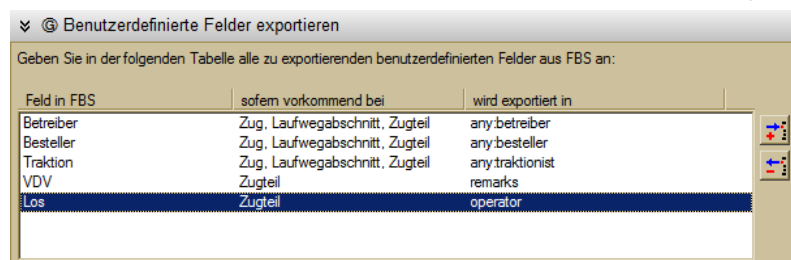 Benutzerdefinierte Felder exportieren
Geben Sie in der folgenden Tabelle alle zu exportierenden benutzerdefinierten Felder aus FBS an:
Feld in FBS sofern vorkommend bei wird exportiert in
Betreiber Zug, Laufwegabschnitt, Zugteil any:betreiber
Besteller Zug, Laufwegabschnitt, Zugteil any:besteller
Traktion Zug, Laufwegabschnitt, Zugteil any:traktionist
VDV Zugteil remarks
Los Zugteil operator